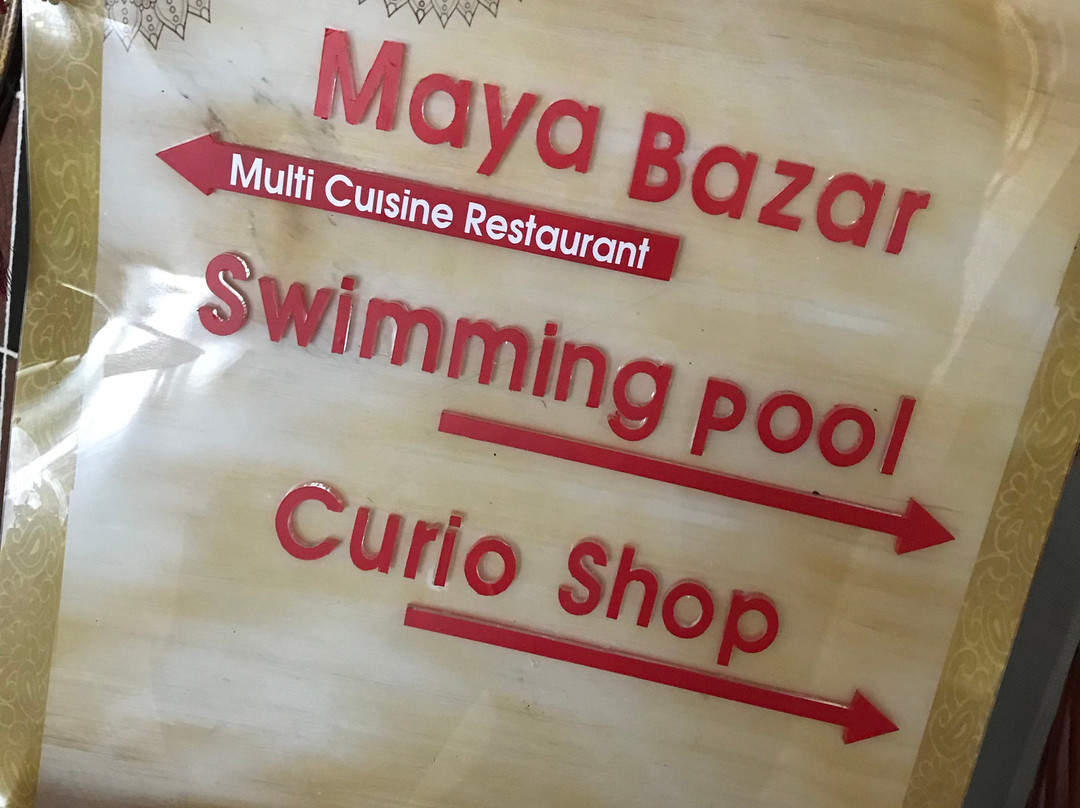 Maya Bazar
Multi Cuisine Restaurant
Swimming pool
Curio Shop